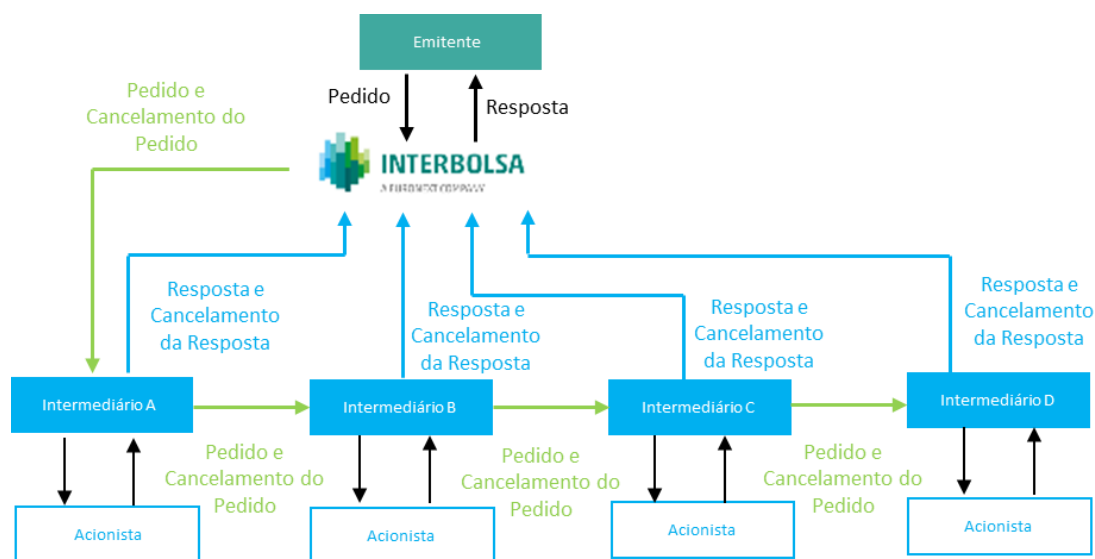 Emitente
Pedido
Resposta
Pedido e
Cancelamento do
Pedido
INTERBOLSA
A EURONEXT COMPANY
Resposta e
Cancelamento
da Resposta
Resposta e
Cancelamento
da Resposta
Resposta e
Cancelamento
da Resposta
Resposta e
Cancelamento
da Resposta
Intermediário A
Intermediário B
Intermediário C
Intermediário D
Pedido e
Cancelamento do
Pedido
Pedido e
Cancelamento do
Pedido
Pedido e
Cancelamento do
Pedido
Acionista
Acionista
Acionista
Acionista